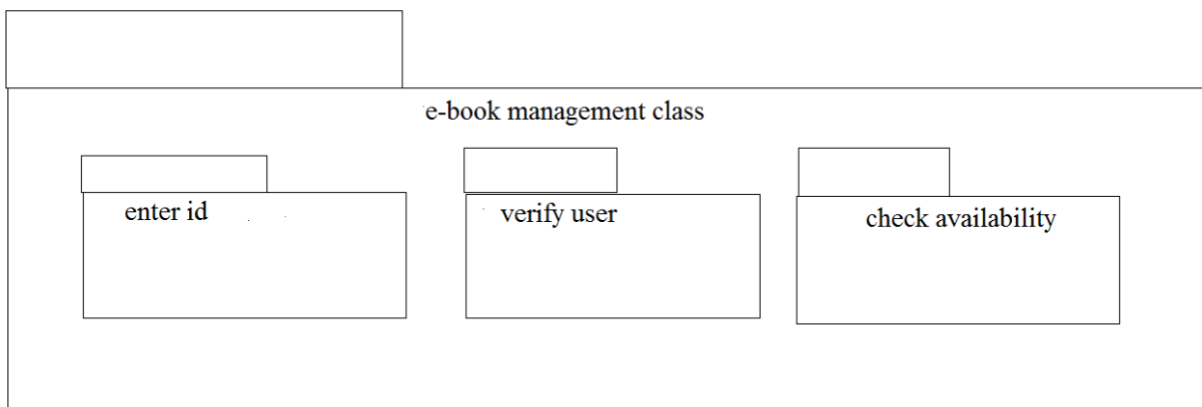 e-book management class
enter id
verify user
check availability